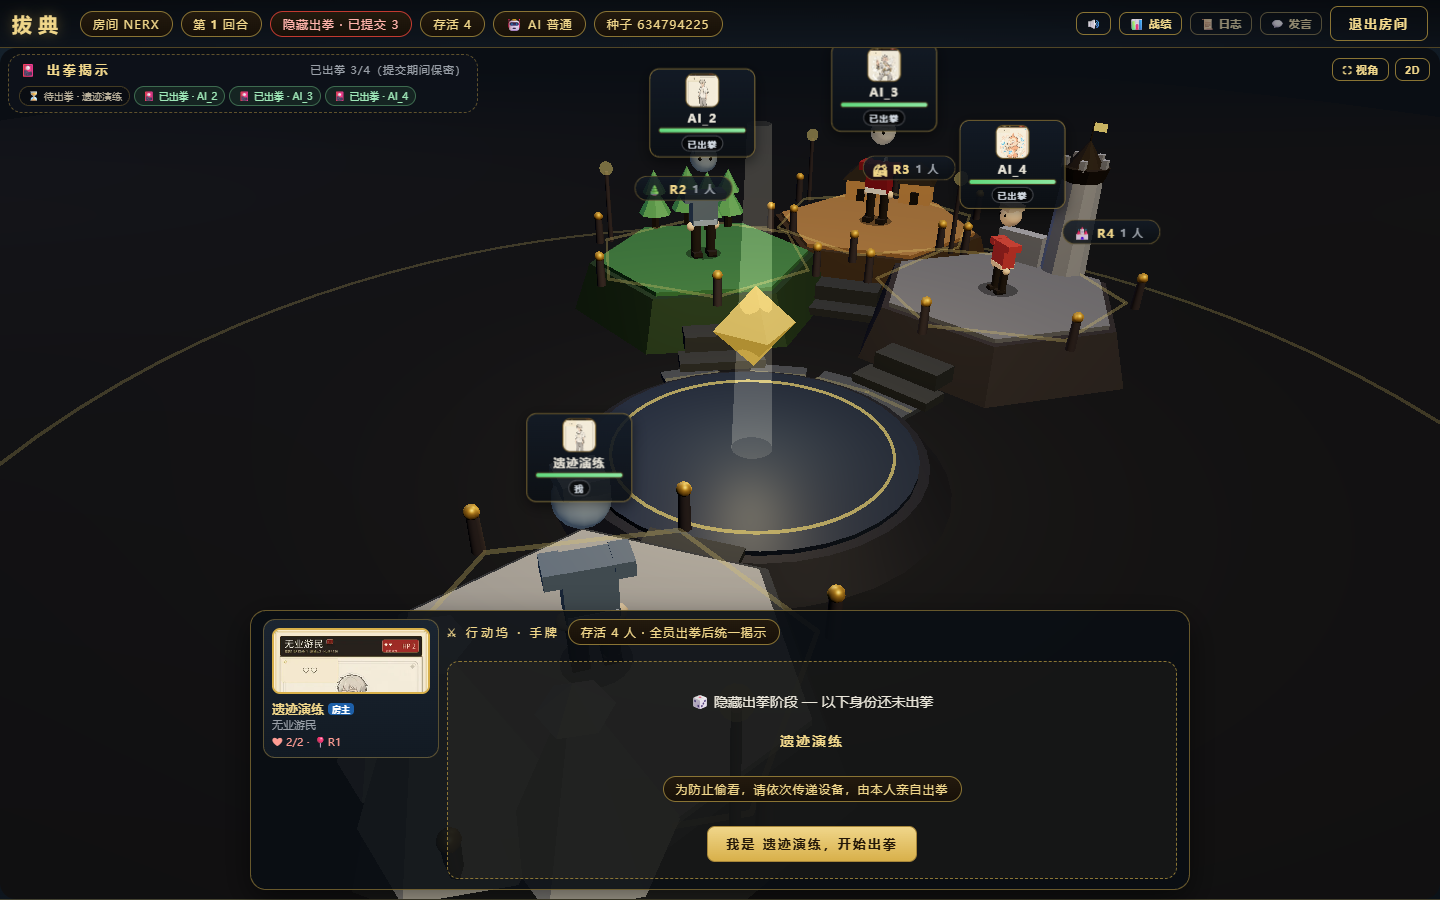 拔典
房间 NERX
第 1 回合
隐藏出拳 · 已提交 3
存活 4
AI 普通
种子 634794225
战绩
日志
发言
退出房间
出拳揭示
已出拳 3/4（提交期间保密）
待出拳 · 遗迹演练
已出拳 · AI_2
已出拳 · AI_3
已出拳 · AI_4
视角
2D
AI_2
已出拳
AI_3
已出拳
AI_4
已出拳
R2 1 人
R3 1 人
R4 1 人
遗迹演练
我
行动坞 · 手牌
存活 4 人 · 全员出拳后统一揭示
无业游民
HP 2
遗迹演练 房主
无业游民
2/2 · R1
隐藏出拳阶段 — 以下身份还未出拳
遗迹演练
为防止偷看，请依次传递设备，由本人亲自出拳
我是 遗迹演练，开始出拳